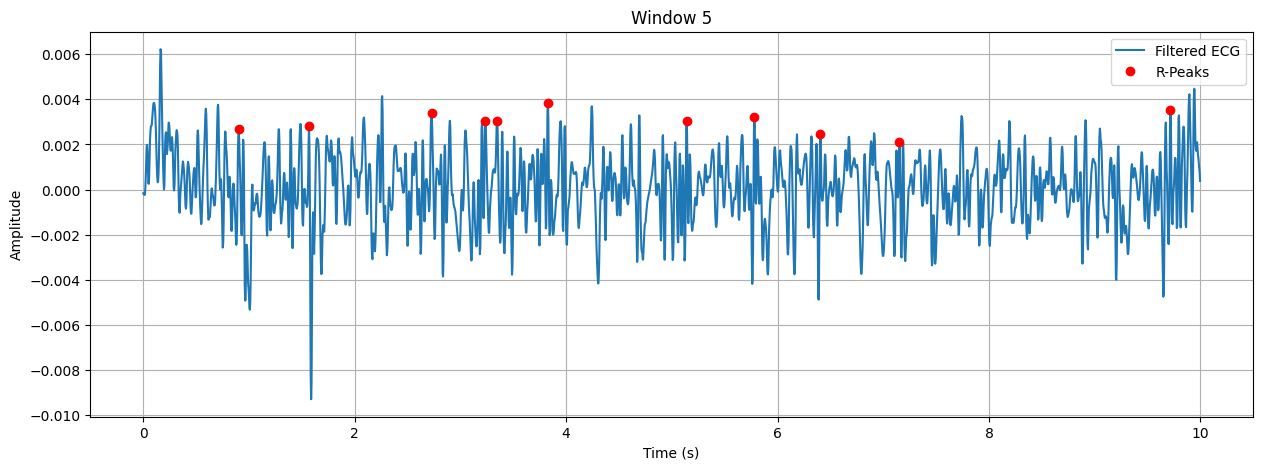 Window 5
Filtered ECG
R-Peaks
0.006
0.004
0.002
0.000
−0.002
−0.004
−0.006
−0.008
−0.010
Amplitude
0 2 4 6 8 10
Time (s)